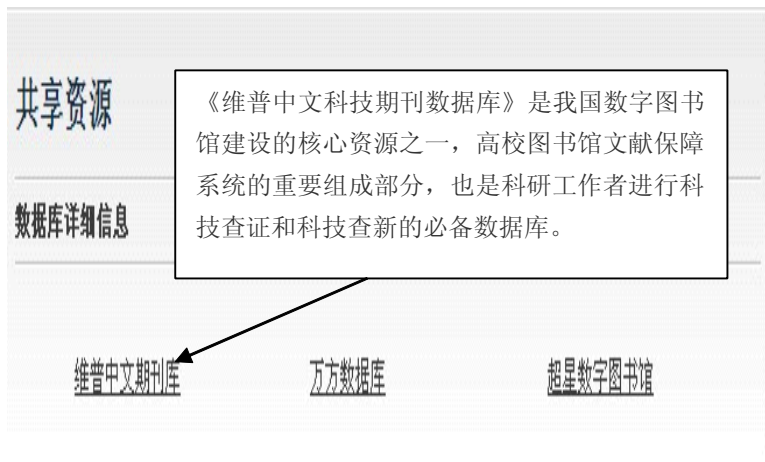 共享资源
《维普中文科技期刊数据库》是我国数字图书
馆建设的核心资源之一，高校图书馆文献保障
系统的重要组成部分，也是科研工作者进行科
技查证和科技查新的必备数据库。
数据库详细信息
维普中文期刊库 万方数据库 超星数字图书馆